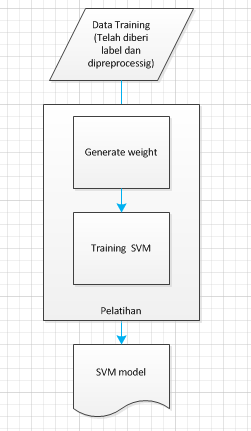 Data Training
(Telah diberi
label dan
dipreprocessig)
Generate weight
Training SVM
Pelatihan
SVM model